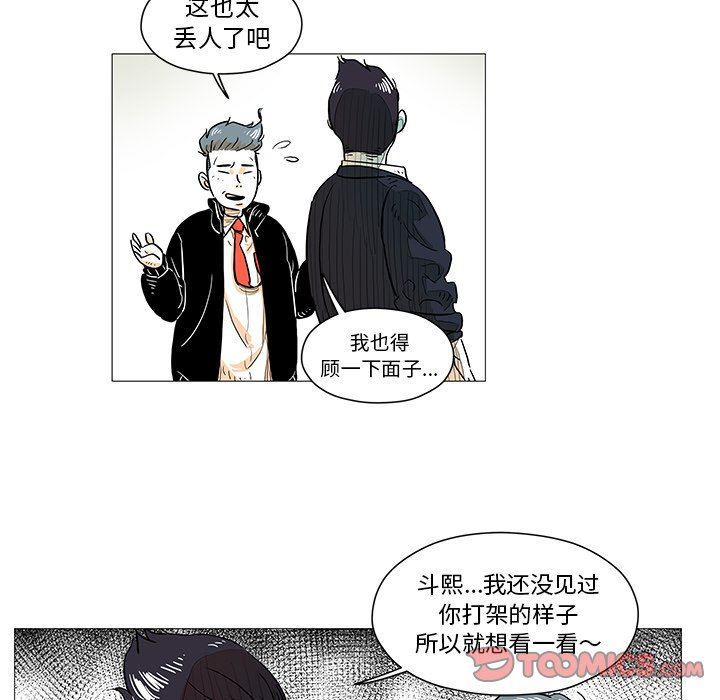 这也太
丢人了吧
我也得
顾一下面子...
斗熙...我还没见过
你打架的样子
所以就想看一看～
TOOMICS.COM